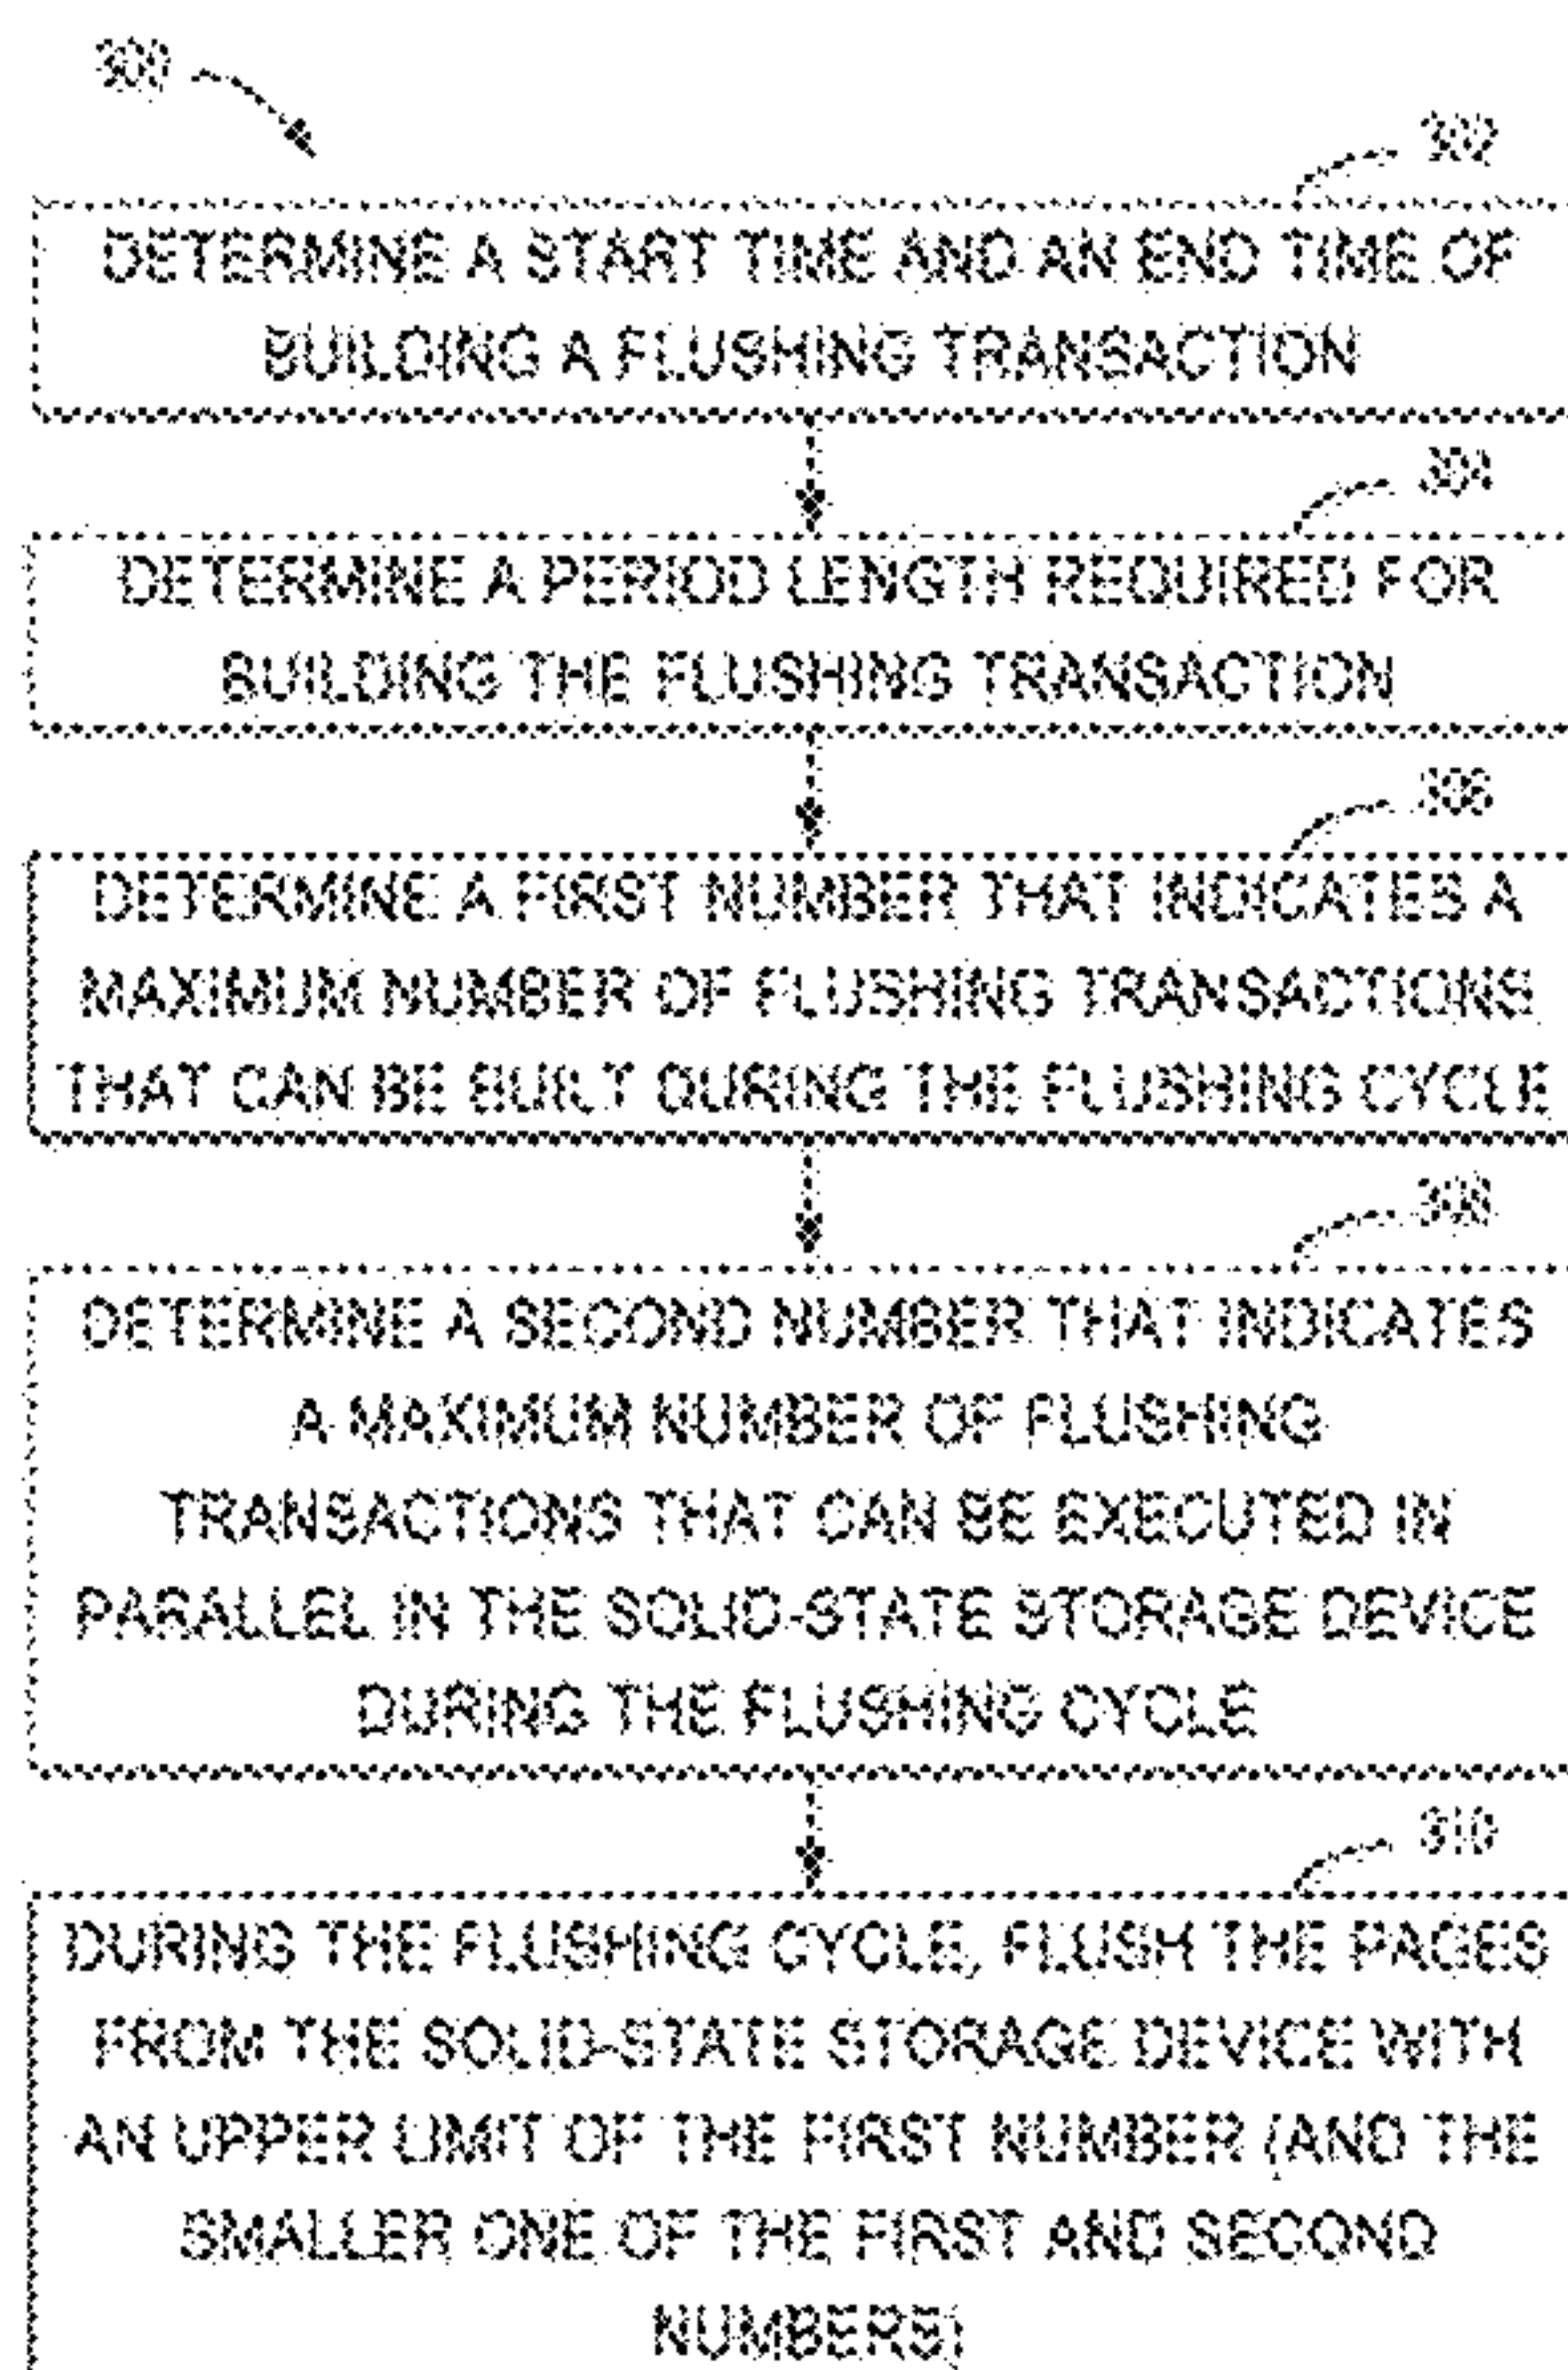 300
302
DETERMINE A START TIME AND AN END TIME OF
BUILDING A FLUSHING TRANSACTION
304
DETERMINE A PERIOD LENGTH REQUIRED FOR
BUILDING THE FLUSHING TRANSACTION
306
DETERMINE A FIRST NUMBER THAT INDICATES A
MAXIMUM NUMBER OF FLUSHING TRANSACTIONS
THAT CAN BE BUILT DURING THE FLUSHING CYCLE
308
DETERMINE A SECOND NUMBER THAT INDICATES
A MAXIMUM NUMBER OF FLUSHING
TRANSACTIONS THAT CAN BE EXECUTED IN
PARALLEL IN THE SOLID-STATE STORAGE DEVICE
DURING THE FLUSHING CYCLE
310
DURING THE FLUSHING CYCLE, FLUSH THE PAGES
FROM THE SOLID-STATE STORAGE DEVICE WITH
AN UPPER LIMIT OF THE FIRST NUMBER (AND THE
SMALLER ONE OF THE FIRST AND SECOND
NUMBERS)